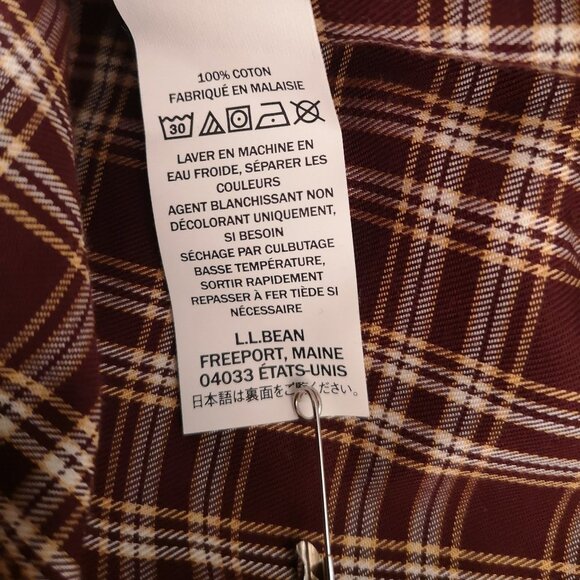 100% COTON
FABRIQUÉ EN MALAISIE
30
LAVER EN MACHINE EN
EAU FROIDE, SÉPARER LES
COULEURS
AGENT BLANCHISSANT NON
DÉCOLORANT UNIQUEMENT,
SI BESOIN
SÉCHAGE PAR CULBUTAGE
BASSE TEMPÉRATURE,
SORTIR RAPIDEMENT
REPASSER À FER TIÈDE SI
NÉCESSAIRE
L.L.BEAN
FREEPORT, MAINE
04033 ÉTATS-UNIS
日本語は裏面をご覧ください。